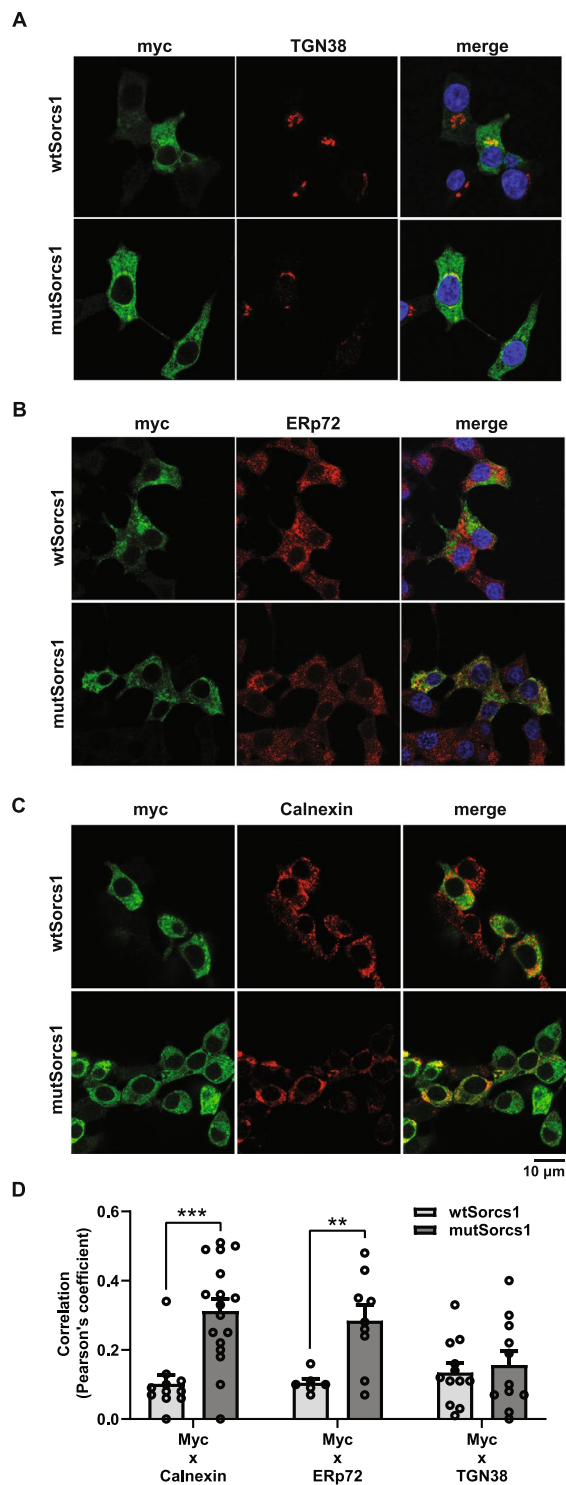 A
myc TGN38 merge
wtSorcs1
mutSorcs1
B
myc ERp72 merge
wtSorcs1
mutSorcs1
C
myc Calnexin merge
wtSorcs1
mutSorcs1
10 µm
D
Correlation
(Pearson's coefficient)
0.6
0.4
0.2
0.0
***
**
wtSorcs1
mutSorcs1
Myc
x
Calnexin
Myc
x
ERp72
Myc
x
TGN38